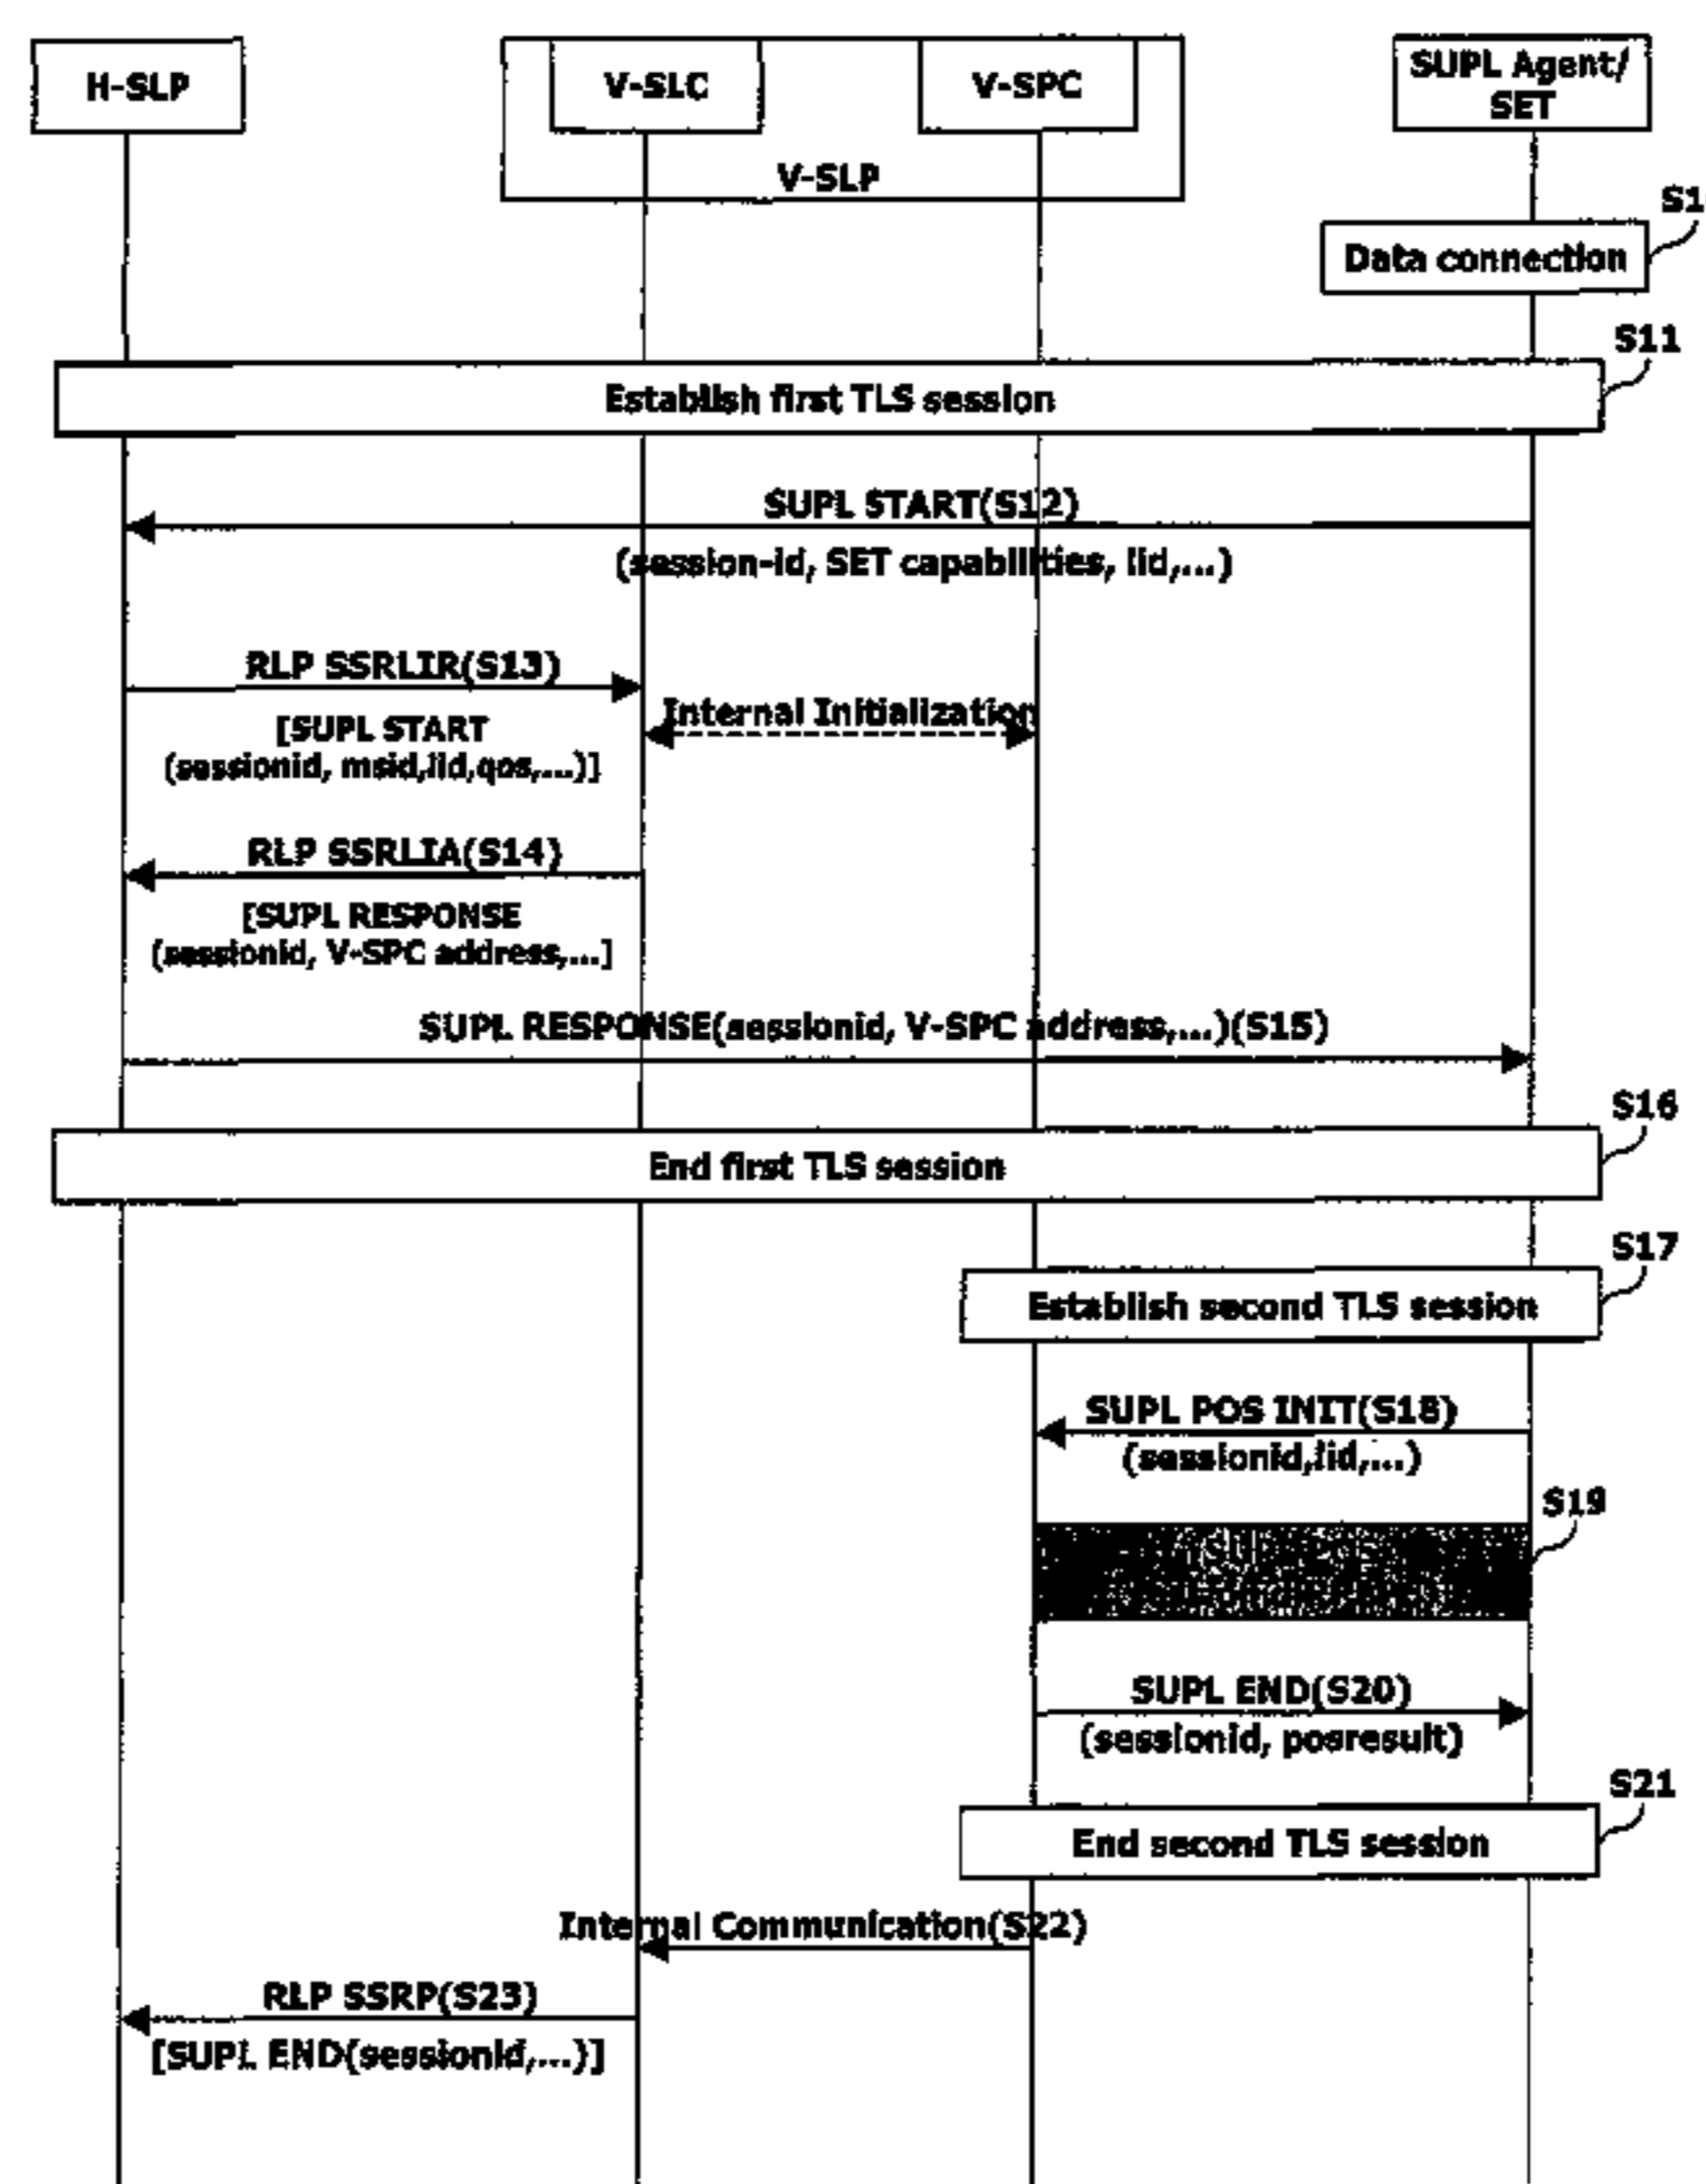 H-SLP
V-SLC
V-SPC
SUPL Agent/
SET
V-SLP
S1
Data connection
S11
Establish first TLS session
SUPL START(S12)
(session-id, SET capabilities, lid,...)
RLP SSRLIR(S13)
Internal Initialization
[SUPL START
(sessionid, msid,lid,qos,...)]
RLP SSRLIA(S14)
[SUPL RESPONSE
(sessionid, V-SPC address,...]
SUPL RESPONSE(sessionid, V-SPC address,...)(S15)
S16
End first TLS session
S17
Establish second TLS session
SUPL POS INIT(S18)
(sessionid,lid,...)
S19
SUPL END(S20)
(sessionid, posresult)
S21
End second TLS session
Internal Communication(S22)
RLP SSRP(S23)
[SUPL END(sessionid,...)]